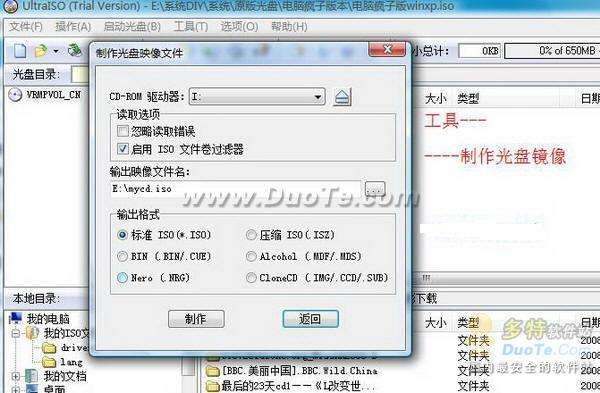 UltraISO (Trial Version) - E:\系统DIY\系统\原版光盘\电脑疯子版本\电脑疯子版winxp.iso
文件(F) 操作(A) 启动光盘(B) 工具(T) 选项(O) 帮助(H)
小总计: 0KB 0% of 650MB
光盘目录:
大小 类型 日期
VRMPVOL_CN
制作光盘映像文件
CD-ROM 驱动器: I:
读取选项
忽略读取错误
启用 ISO 文件卷过滤器
输出映像文件名:
E:\mycd.iso
...
输出格式
标准 ISO(*.ISO)
压缩 ISO(.ISZ)
BIN (.BIN/.CUE)
Alcohol (.MDF/.MDS)
Nero (.NRG)
CloneCD (.IMG/.CCD/.SUB)
制作
返回
工具---
----制作光盘镜像
www.DuoTe.com
本地目录:
下载
大小 类型 日期
我的电脑
我的ISO文
driver
lang
我的文档
桌面
文件夹 2008
文件夹
文件夹
文件夹 2008
[BBC.美丽中国].BBC.Wild.China
最后的23天cd1--《L改变世...
多特软件网
DuoTe.Com
最安全的软件站